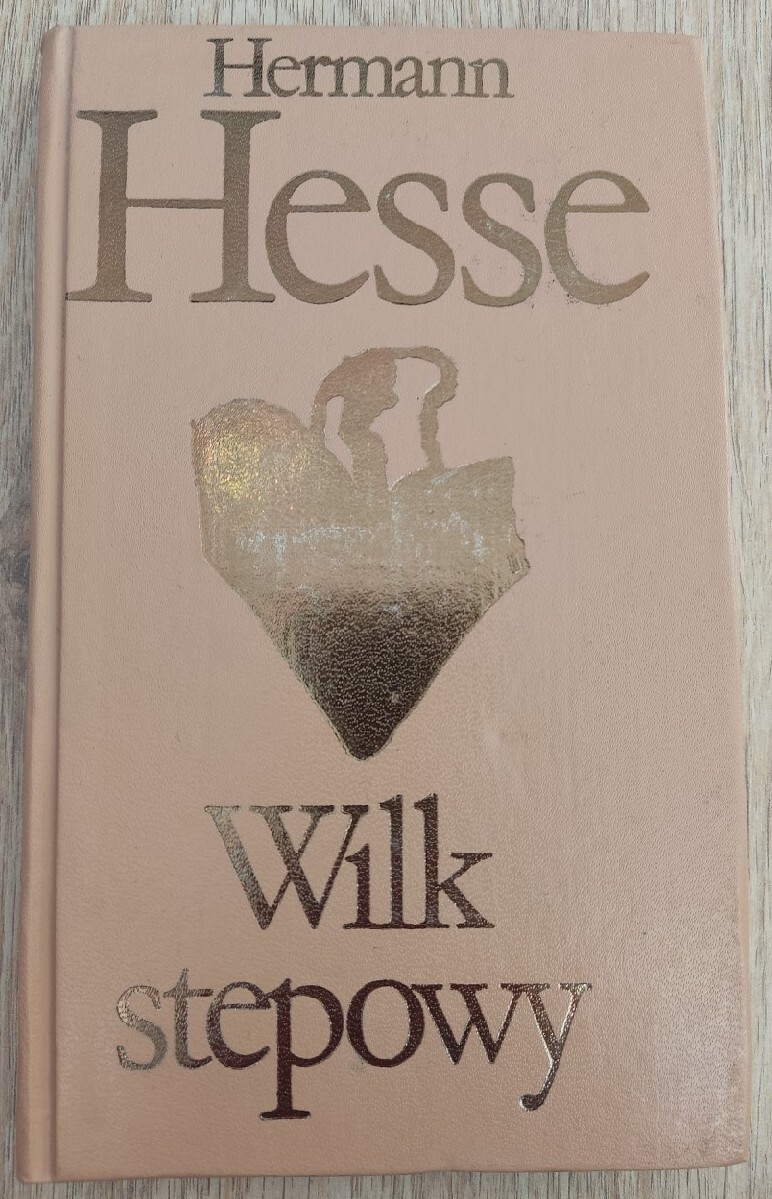 Hermann
Hesse
Wilk
stepowy